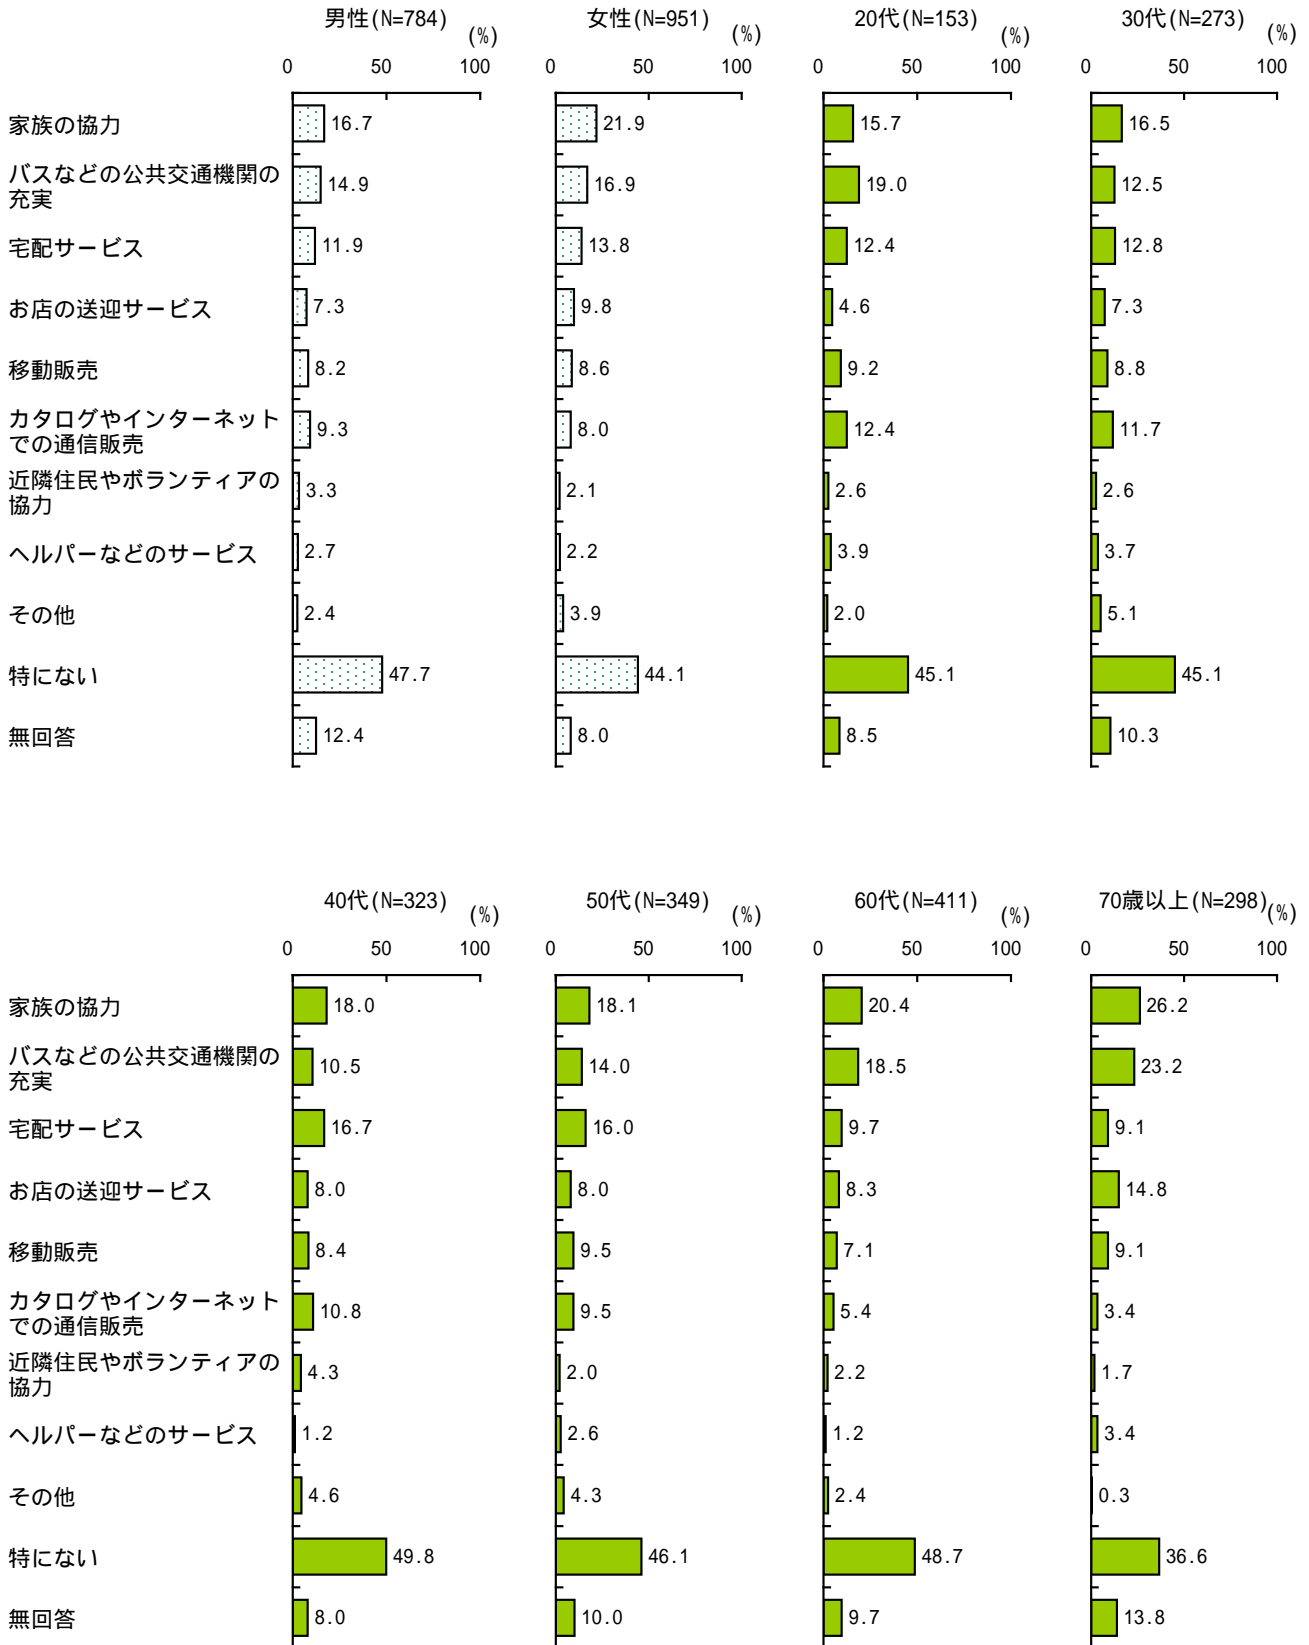 男性(N=784) 女性(N=951) 20代(N=153) 30代(N=273)
(%) (%) (%) (%)
0 50 100 0 50 100 0 50 100 0 50 100
家族の協力 16.7 21.9 15.7 16.5
バスなどの公共交通機関の
充実 14.9 16.9 19.0 12.5
宅配サービス 11.9 13.8 12.4 12.8
お店の送迎サービス 7.3 9.8 4.6 7.3
移動販売 8.2 8.6 9.2 8.8
カタログやインターネット
での通信販売 9.3 8.0 12.4 11.7
近隣住民やボランティアの
協力 3.3 2.1 2.6 2.6
ヘルパーなどのサービス 2.7 2.2 3.9 3.7
その他 2.4 3.9 2.0 5.1
特にない 47.7 44.1 45.1 45.1
無回答 12.4 8.0 8.5 10.3
40代(N=323) 50代(N=349) 60代(N=411) 70歳以上(N=298)
(%) (%) (%) (%)
0 50 100 0 50 100 0 50 100 0 50 100
家族の協力 18.0 18.1 20.4 26.2
バスなどの公共交通機関の
充実 10.5 14.0 18.5 23.2
宅配サービス 16.7 16.0 9.7 9.1
お店の送迎サービス 8.0 8.0 8.3 14.8
移動販売 8.4 9.5 7.1 9.1
カタログやインターネット
での通信販売 10.8 9.5 5.4 3.4
近隣住民やボランティアの
協力 4.3 2.0 2.2 1.7
ヘルパーなどのサービス 1.2 2.6 1.2 3.4
その他 4.6 4.3 2.4 0.3
特にない 49.8 46.1 48.7 36.6
無回答 8.0 10.0 9.7 13.8